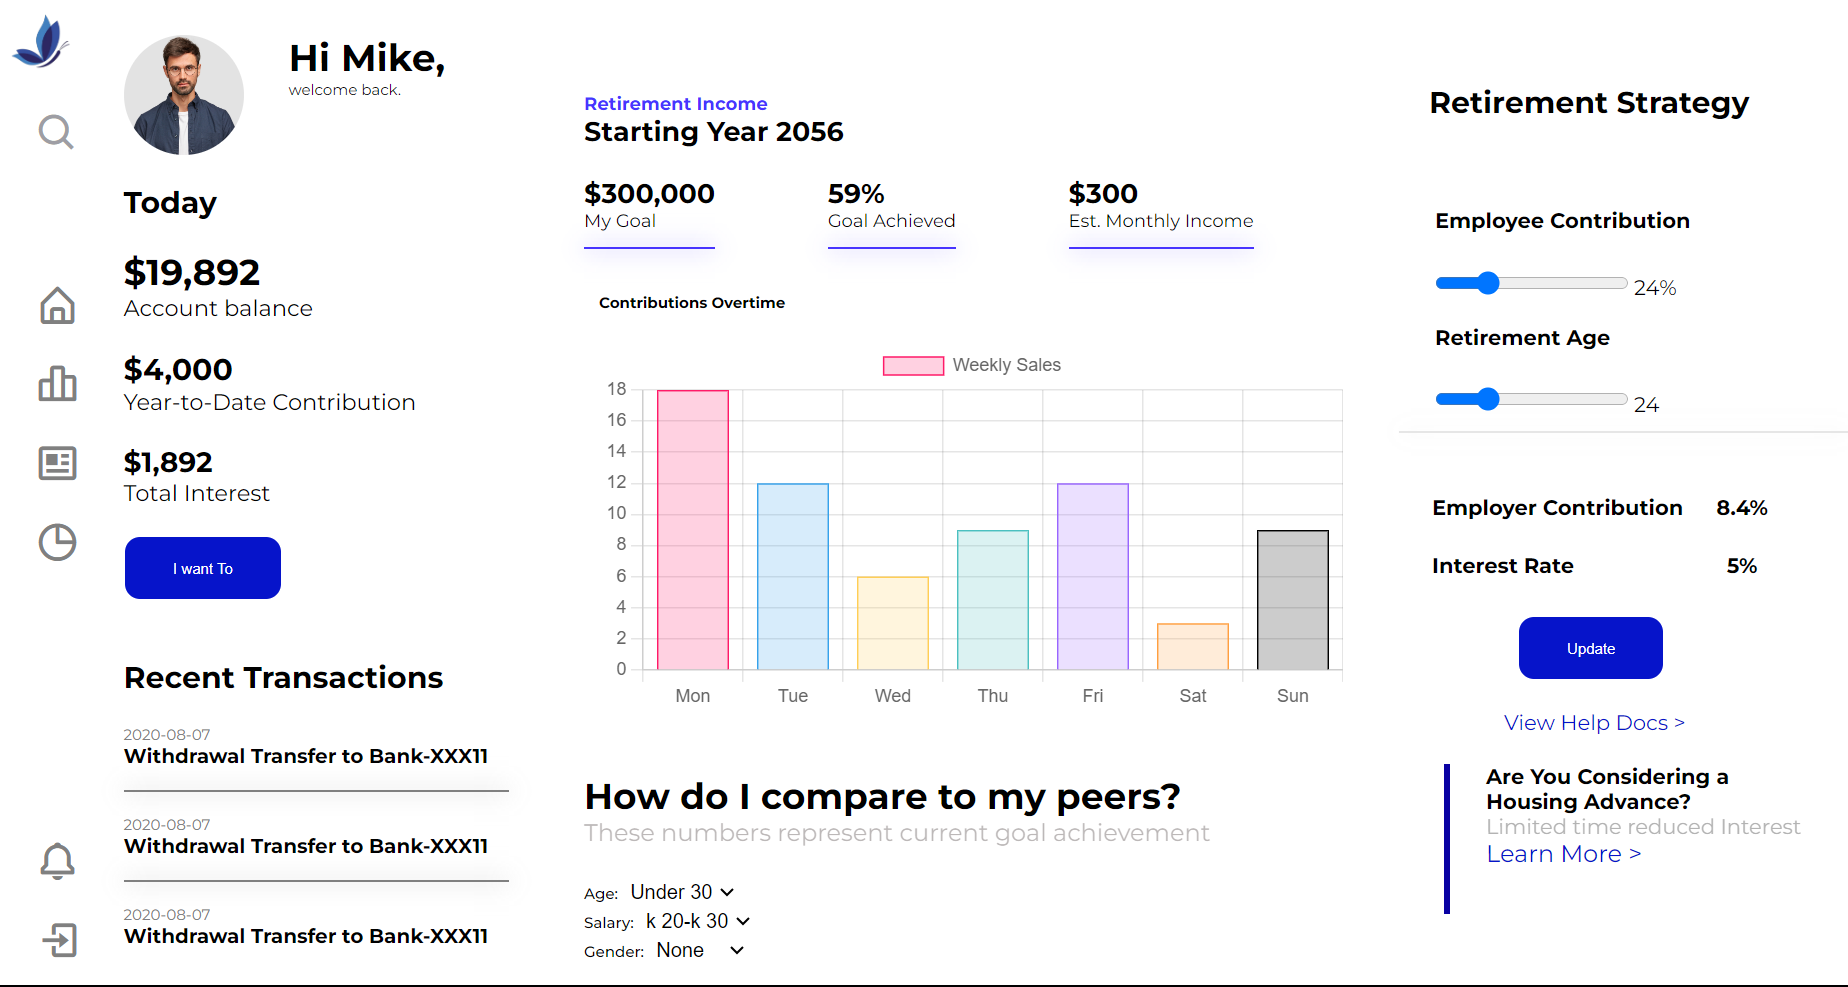 Hi Mike,
welcome back.
Today
$19,892
Account balance
$4,000
Year-to-Date Contribution
$1,892
Total Interest
I want To
Recent Transactions
2020-08-07
Withdrawal Transfer to Bank-XXX11
2020-08-07
Withdrawal Transfer to Bank-XXX11
2020-08-07
Withdrawal Transfer to Bank-XXX11
Retirement Income
Starting Year 2056
$300,000
My Goal
59%
Goal Achieved
$300
Est. Monthly Income
Contributions Overtime
Weekly Sales
18
16
14
12
10
8
6
4
2
0
Mon Tue Wed Thu Fri Sat Sun
How do I compare to my peers?
These numbers represent current goal achievement
Age: Under 30
Salary: k 20-k 30
Gender: None
Retirement Strategy
Employee Contribution
24%
Retirement Age
24
Employer Contribution 8.4%
Interest Rate 5%
Update
View Help Docs >
Are You Considering a
Housing Advance?
Limited time reduced Interest
Learn More >